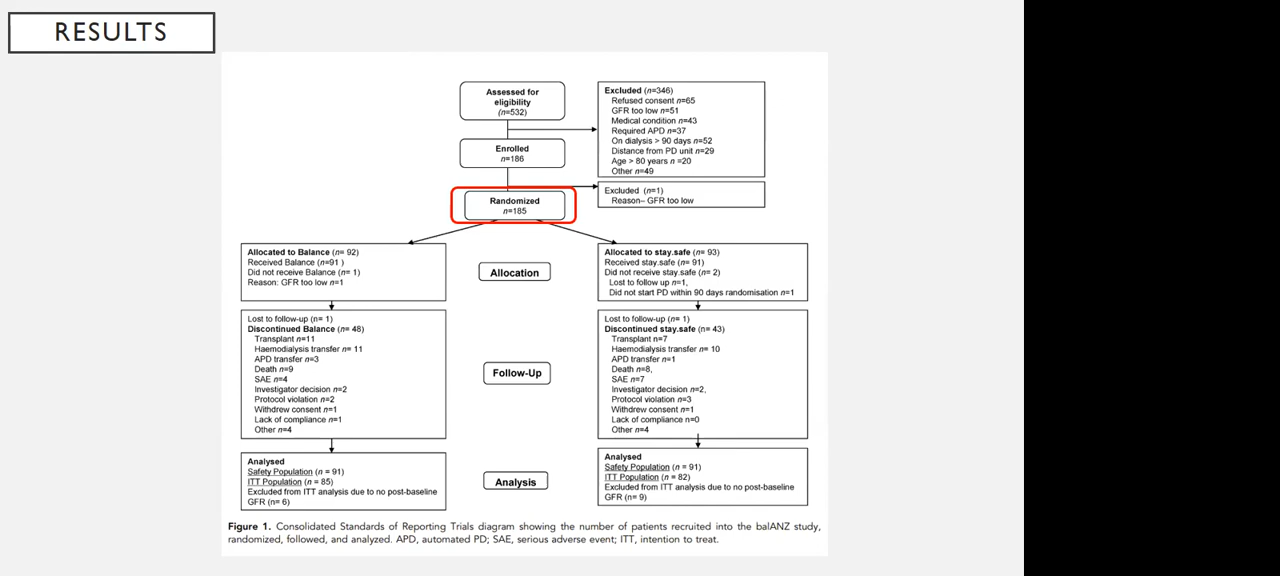 RESULTS
Assessed for
eligibility
(n=532)
Excluded (n=346)
Refused consent n=65
GFR too low n=51
Medical condition n=43
Required APD n=37
On dialysis > 90 days n=52
Distance from PD unit n=29
Age > 80 years n =20
Other n=49
Enrolled
n=186
Excluded (n=1)
Reason– GFR too low
Randomized
n=185
Allocated to Balance (n= 92)
Received Balance (n=91 )
Did not receive Balance (n= 1)
Reason: GFR too low n=1
Allocation
Allocated to stay.safe (n= 93)
Received stay.safe (n= 91)
Did not receive stay.safe (n= 2)
Lost to follow up n=1,
Did not start PD within 90 days randomisation n=1
Lost to follow-up (n= 1)
Discontinued Balance (n= 48)
Transplant n=11
Haemodialysis transfer n= 11
APD transfer n=3
Death n=9
SAE n=4
Investigator decision n=2
Protocol violation n=2
Withdrew consent n=1
Lack of compliance n=1
Other n=4
Follow-Up
Lost to follow-up (n= 1)
Discontinued stay.safe (n= 43)
Transplant n=7
Haemodialysis transfer n= 10
APD transfer n=1
Death n=8,
SAE n=7
Investigator decision n=2,
Protocol violation n=3
Withdrew consent n=1
Lack of compliance n=0
Other n=4
Analysed
Safety Population (n = 91)
ITT Population (n = 85)
Excluded from ITT analysis due to no post-baseline
GFR (n= 6)
Analysis
Analysed
Safety Population (n = 91)
ITT Population (n = 82)
Excluded from ITT analysis due to no post-baseline
GFR (n= 9)
Figure 1. Consolidated Standards of Reporting Trials diagram showing the number of patients recruited into the balANZ study,
randomized, followed, and analyzed. APD, automated PD; SAE, serious adverse event; ITT, intention to treat.